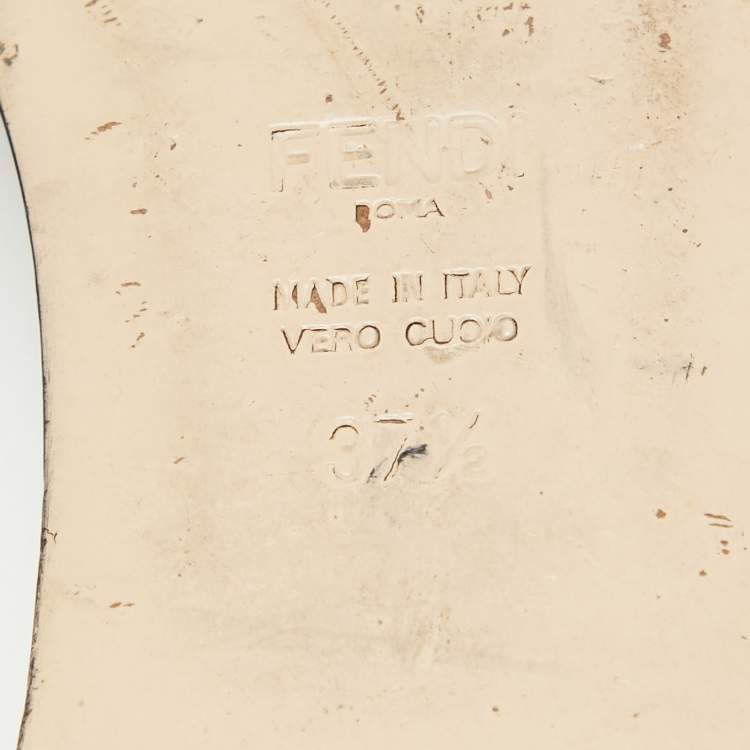 FENDI
ROMA
MADE IN ITALY
VERO CUOIO
37½